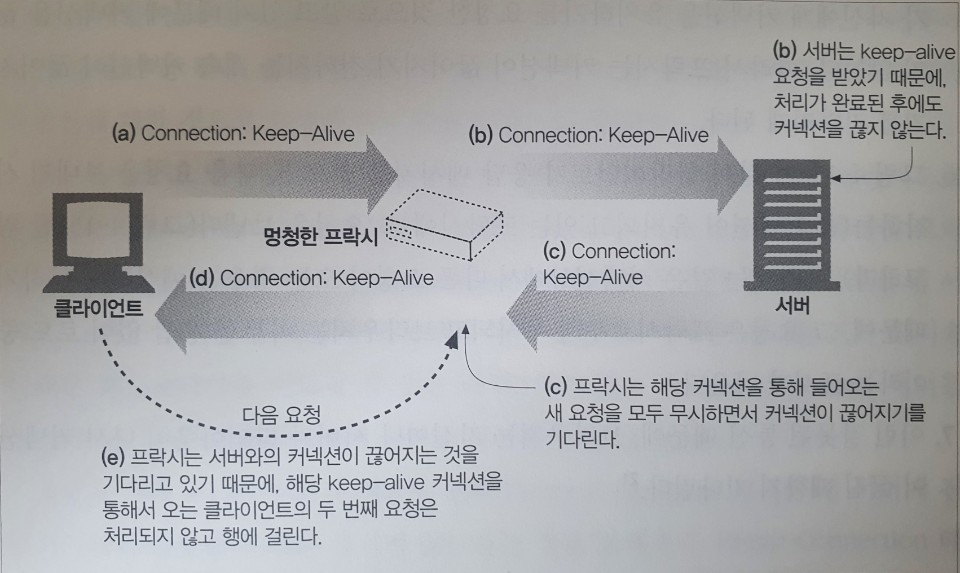 (b) 서버는 keep–alive
요청을 받았기 때문에,
처리가 완료된 후에도
커넥션을 끊지 않는다.
(a) Connection: Keep–Alive
(b) Connection: Keep–Alive
멍청한 프락시
(c) Connection:
Keep–Alive
(d) Connection: Keep–Alive
클라이언트
서버
(c) 프락시는 해당 커넥션을 통해 들어오는
새 요청을 모두 무시하면서 커넥션이 끊어지기를
기다린다.
다음 요청
(e) 프락시는 서버와의 커넥션이 끊어지는 것을
기다리고 있기 때문에, 해당 keep–alive 커넥션을
통해서 오는 클라이언트의 두 번째 요청은
처리되지 않고 행에 걸린다.